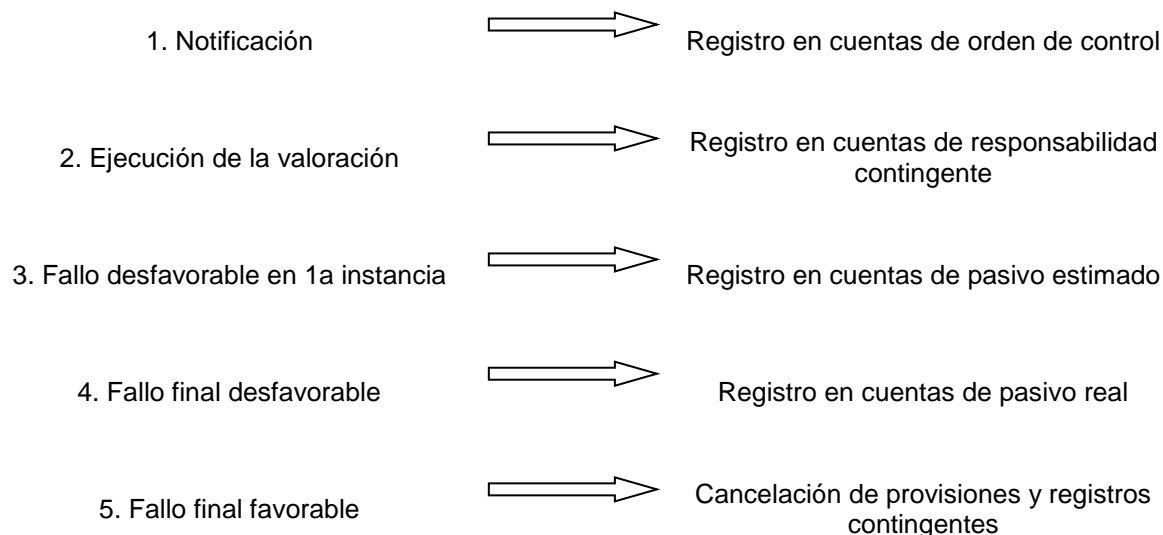 1. Notificación
Registro en cuentas de orden de control
2. Ejecución de la valoración
Registro en cuentas de responsabilidad
contingente
3. Fallo desfavorable en 1a instancia
Registro en cuentas de pasivo estimado
4. Fallo final desfavorable
Registro en cuentas de pasivo real
5. Fallo final favorable
Cancelación de provisiones y registros
contingentes